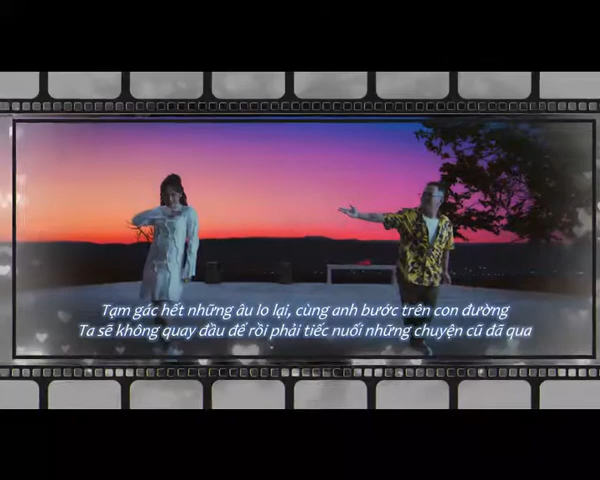 Tạm gác hết những âu lo lại, cùng anh bước trên con đường
Ta sẽ không quay đầu để rồi phải tiếc nuối những chuyện cũ đã qua